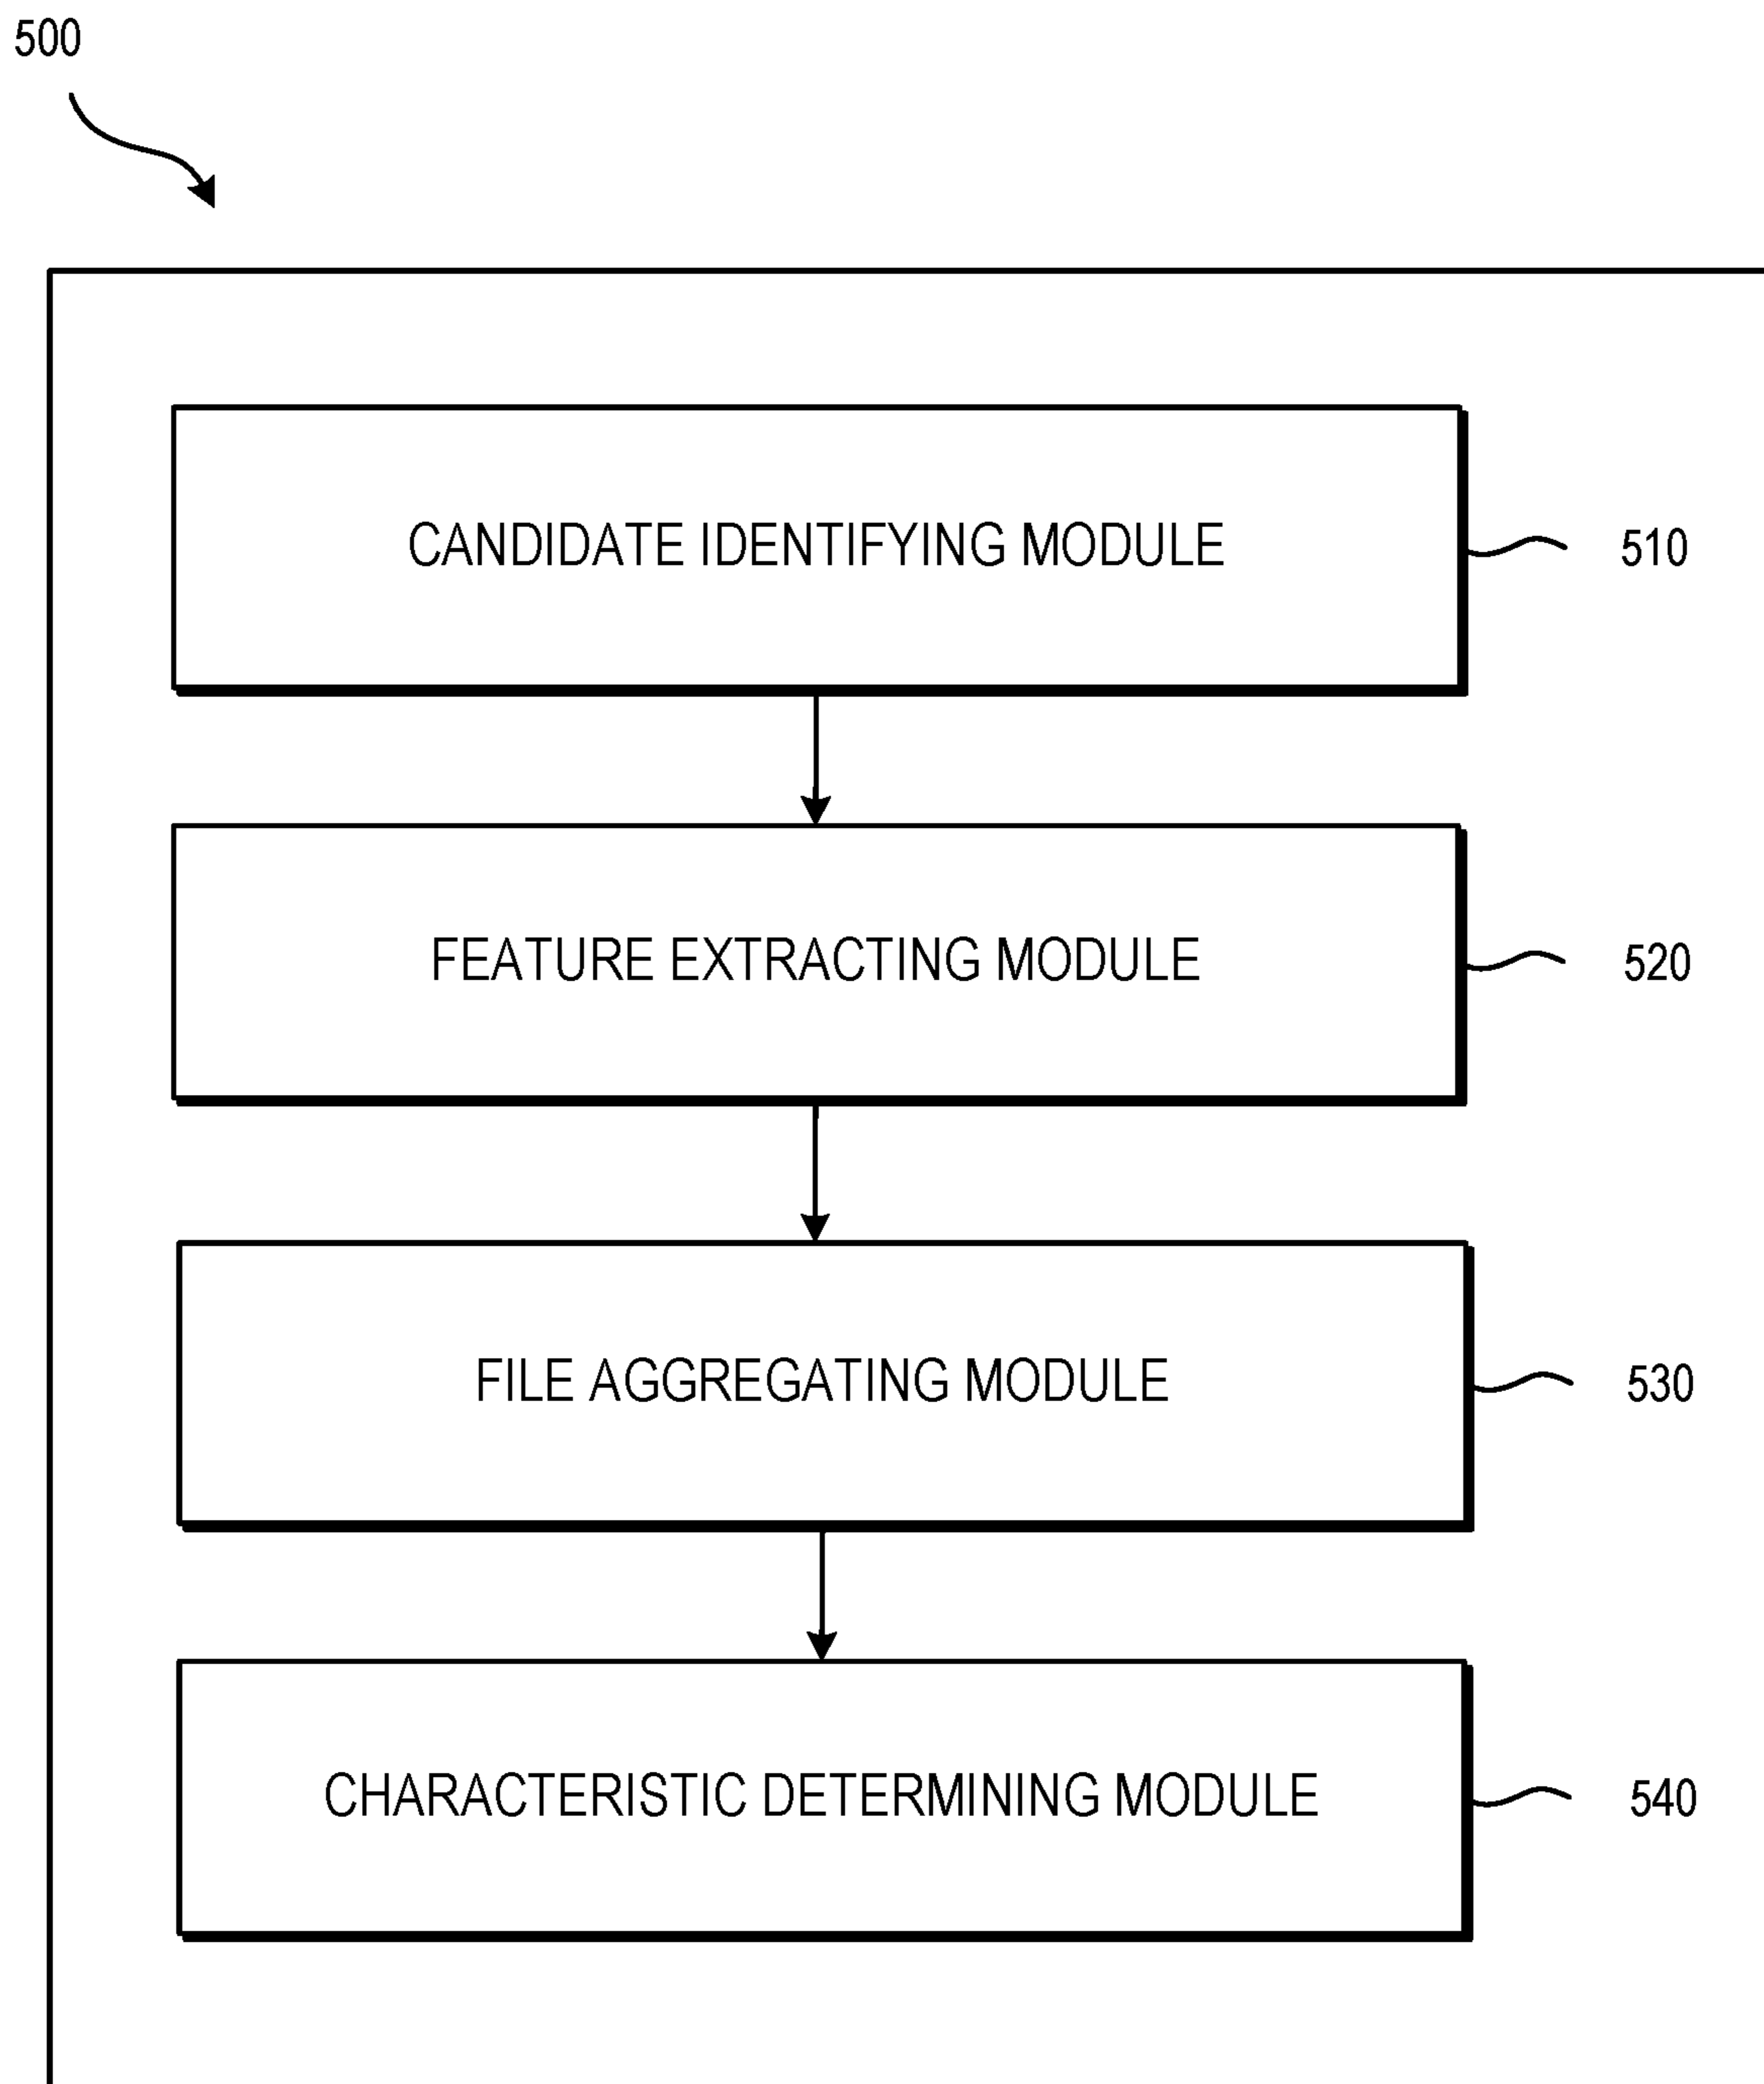 500
CANDIDATE IDENTIFYING MODULE
510
FEATURE EXTRACTING MODULE
520
FILE AGGREGATING MODULE
530
CHARACTERISTIC DETERMINING MODULE
540